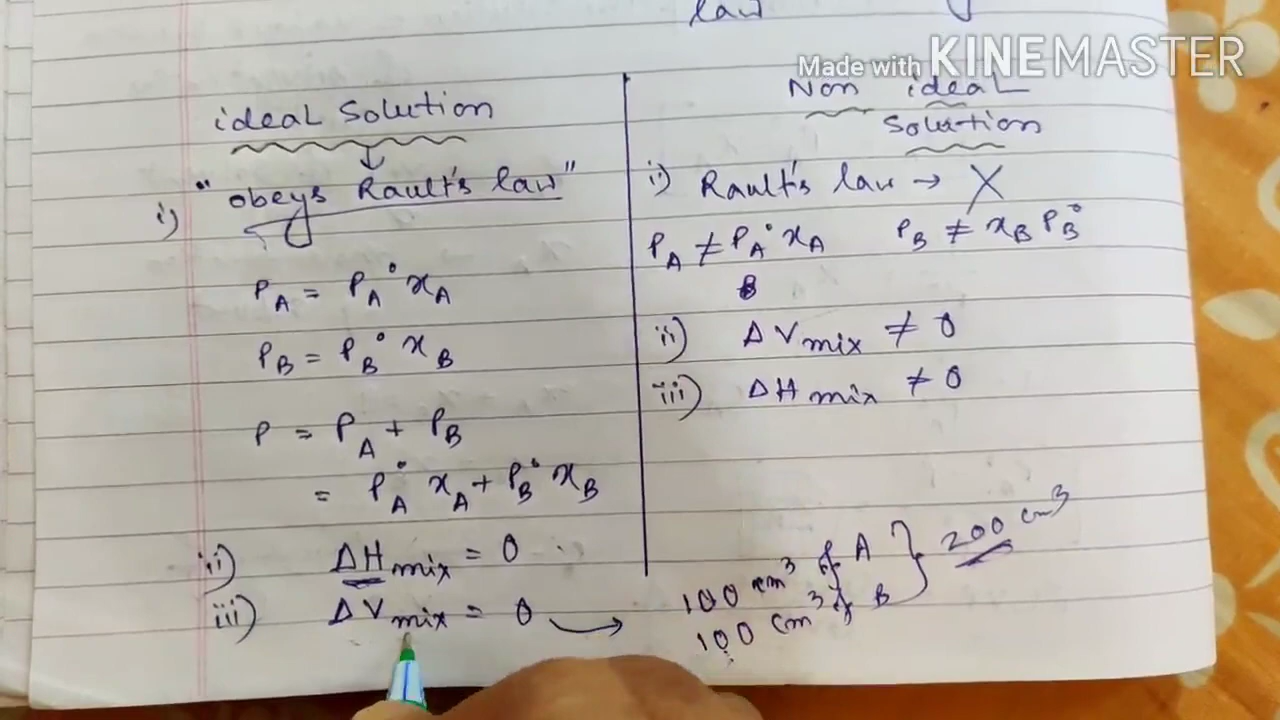 law
Made with KINEMASTER
ideal Solution
"obeys Rault's law"
i)
PA = PA° xA
PB = PB° xB
P = PA + PB
= PA° xA + PB° xB
ii) ΔHmix = 0
iii) ΔVmix = 0 →
100 cm³ of A } 200 cm³
100 cm³ of B
Non ideal
Solution
i) Rault's law → X
PA ≠ PA° xA PB ≠ xB PB°
ii) ΔVmix ≠ 0
iii) ΔHmix ≠ 0